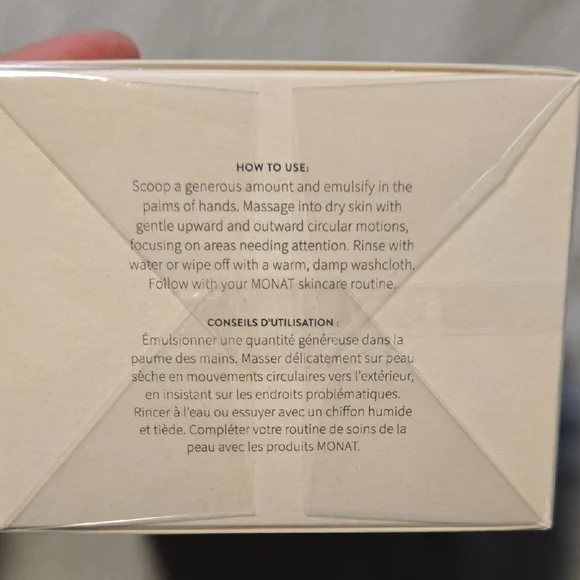 HOW TO USE:
Scoop a generous amount and emulsify in the
palms of hands. Massage into dry skin with
gentle upward and outward circular motions,
focusing on areas needing attention. Rinse with
water or wipe off with a warm, damp washcloth.
Follow with your MONAT skincare routine.
CONSEILS D'UTILISATION :
Émulsionner une quantité généreuse dans la
paume des mains. Masser délicatement sur peau
sèche en mouvements circulaires vers l'extérieur,
en insistant sur les endroits problématiques.
Rincer à l'eau ou essuyer avec un chiffon humide
et tiède. Compléter votre routine de soins de la
peau avec les produits MONAT.